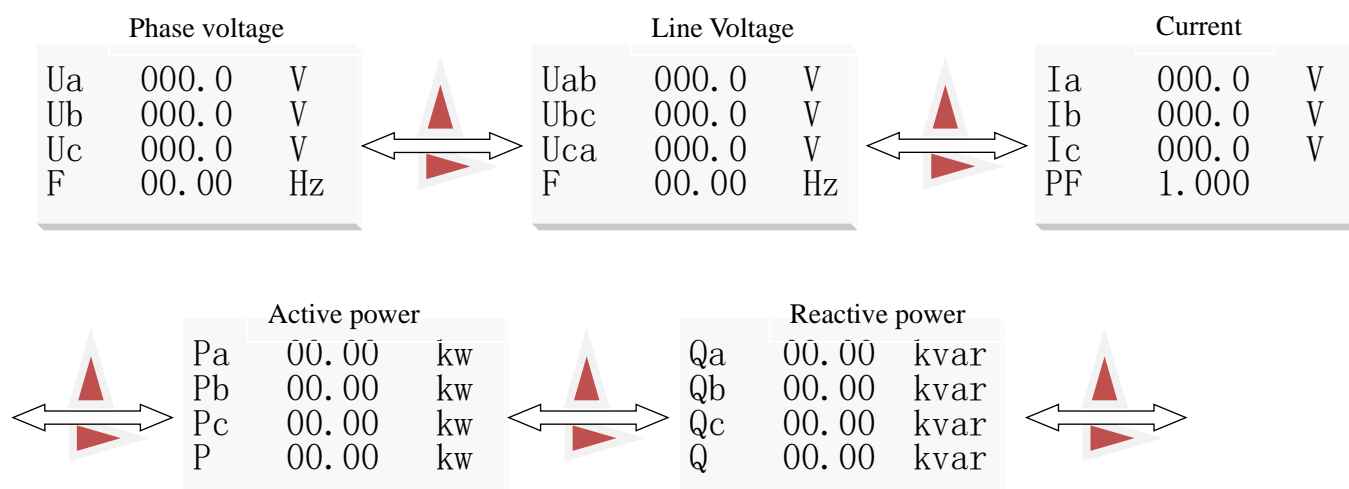 Phase voltage
Ua 000.0 V
Ub 000.0 V
Uc 000.0 V
F 00.00 Hz
Line Voltage
Uab 000.0 V
Ubc 000.0 V
Uca 000.0 V
F 00.00 Hz
Current
Ia 000.0 V
Ib 000.0 V
Ic 000.0 V
PF 1.000
Active power
Pa 00.00 kw
Pb 00.00 kw
Pc 00.00 kw
P 00.00 kw
Reactive power
Qa 00.00 kvar
Qb 00.00 kvar
Qc 00.00 kvar
Q 00.00 kvar